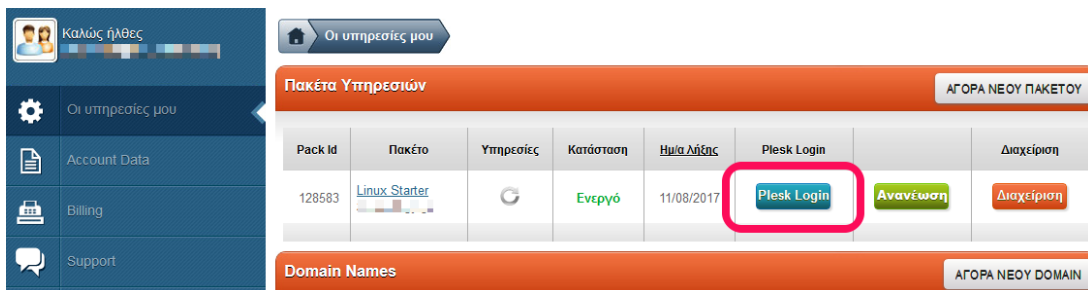 Καλώς ήλθες
Οι υπηρεσίες μου
Account Data
Billing
Support
Οι υπηρεσίες μου
Πακέτα Υπηρεσιών
ΑΓΟΡΑ ΝΕΟΥ ΠΑΚΕΤΟΥ
Pack Id Πακέτο Υπηρεσίες Κατάσταση Ημ/α Λήξης Plesk Login Διαχείριση
128583 Linux Starter Ενεργό 11/08/2017 Plesk Login Ανανέωση Διαχείριση
Domain Names
ΑΓΟΡΑ ΝΕΟΥ DOMAIN